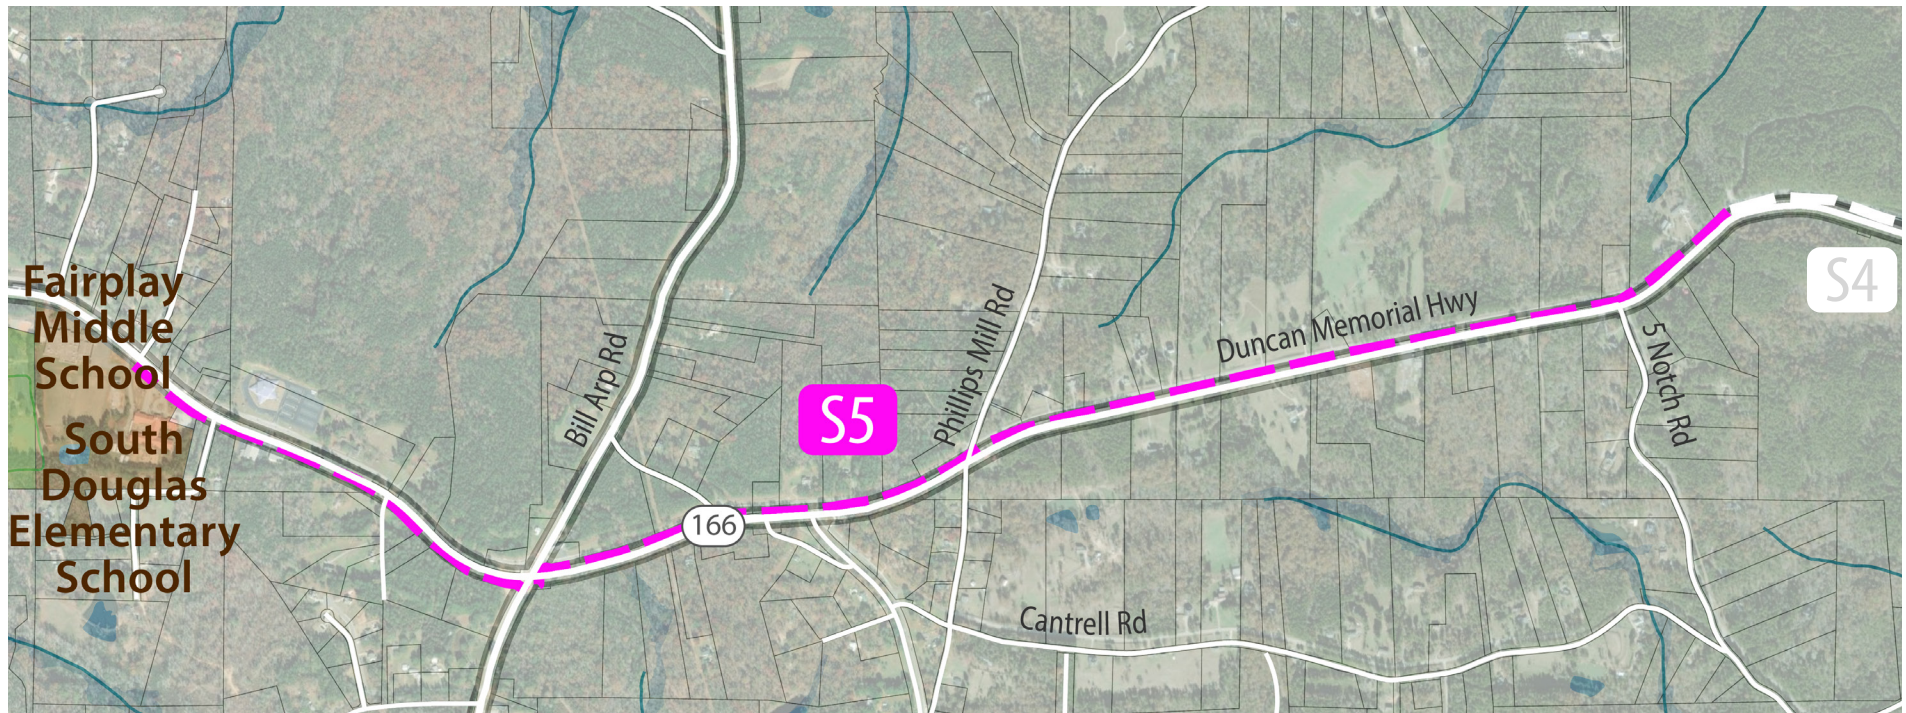 Fairplay
Middle
School
South
Douglas
Elementary
School
Bill Arp Rd
166
S5
Phillips Mill Rd
Duncan Memorial Hwy
5 Notch Rd
S4
Cantrell Rd